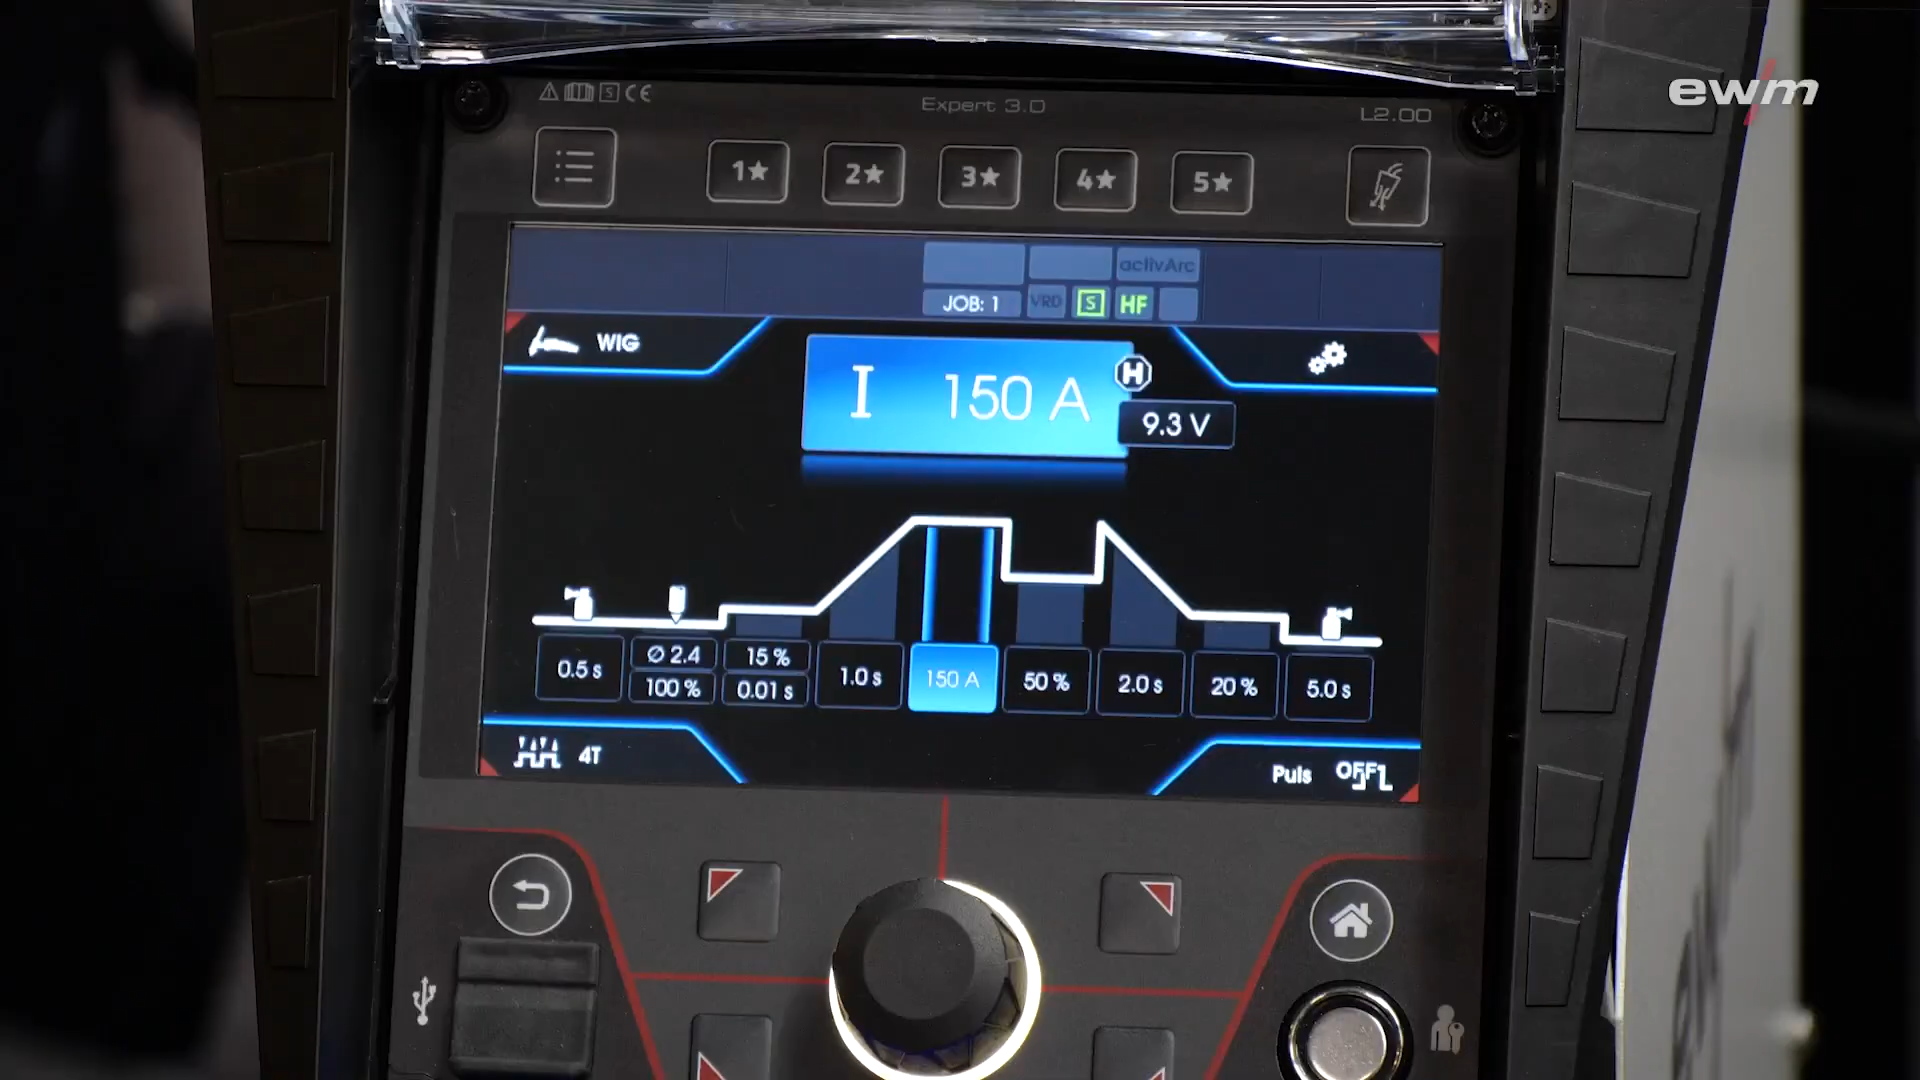 ewm
Expert 3.0
L2.00
1★ 2★ 3★ 4★ 5★
activArc
JOB: 1 VRD S HF
WIG
I 150 A
H
9.3 V
0.5 s
Ø 2.4
100 %
15 %
0.01 s
1.0 s
150 A
50 %
2.0 s
20 %
5.0 s
4T
Puls OFF